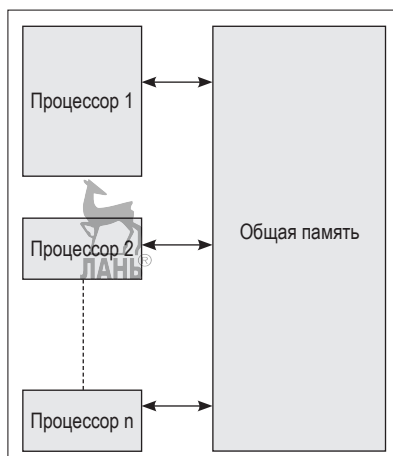 Процессор 1
Процессор 2
ЛАНЬ®
Общая память
Процессор n